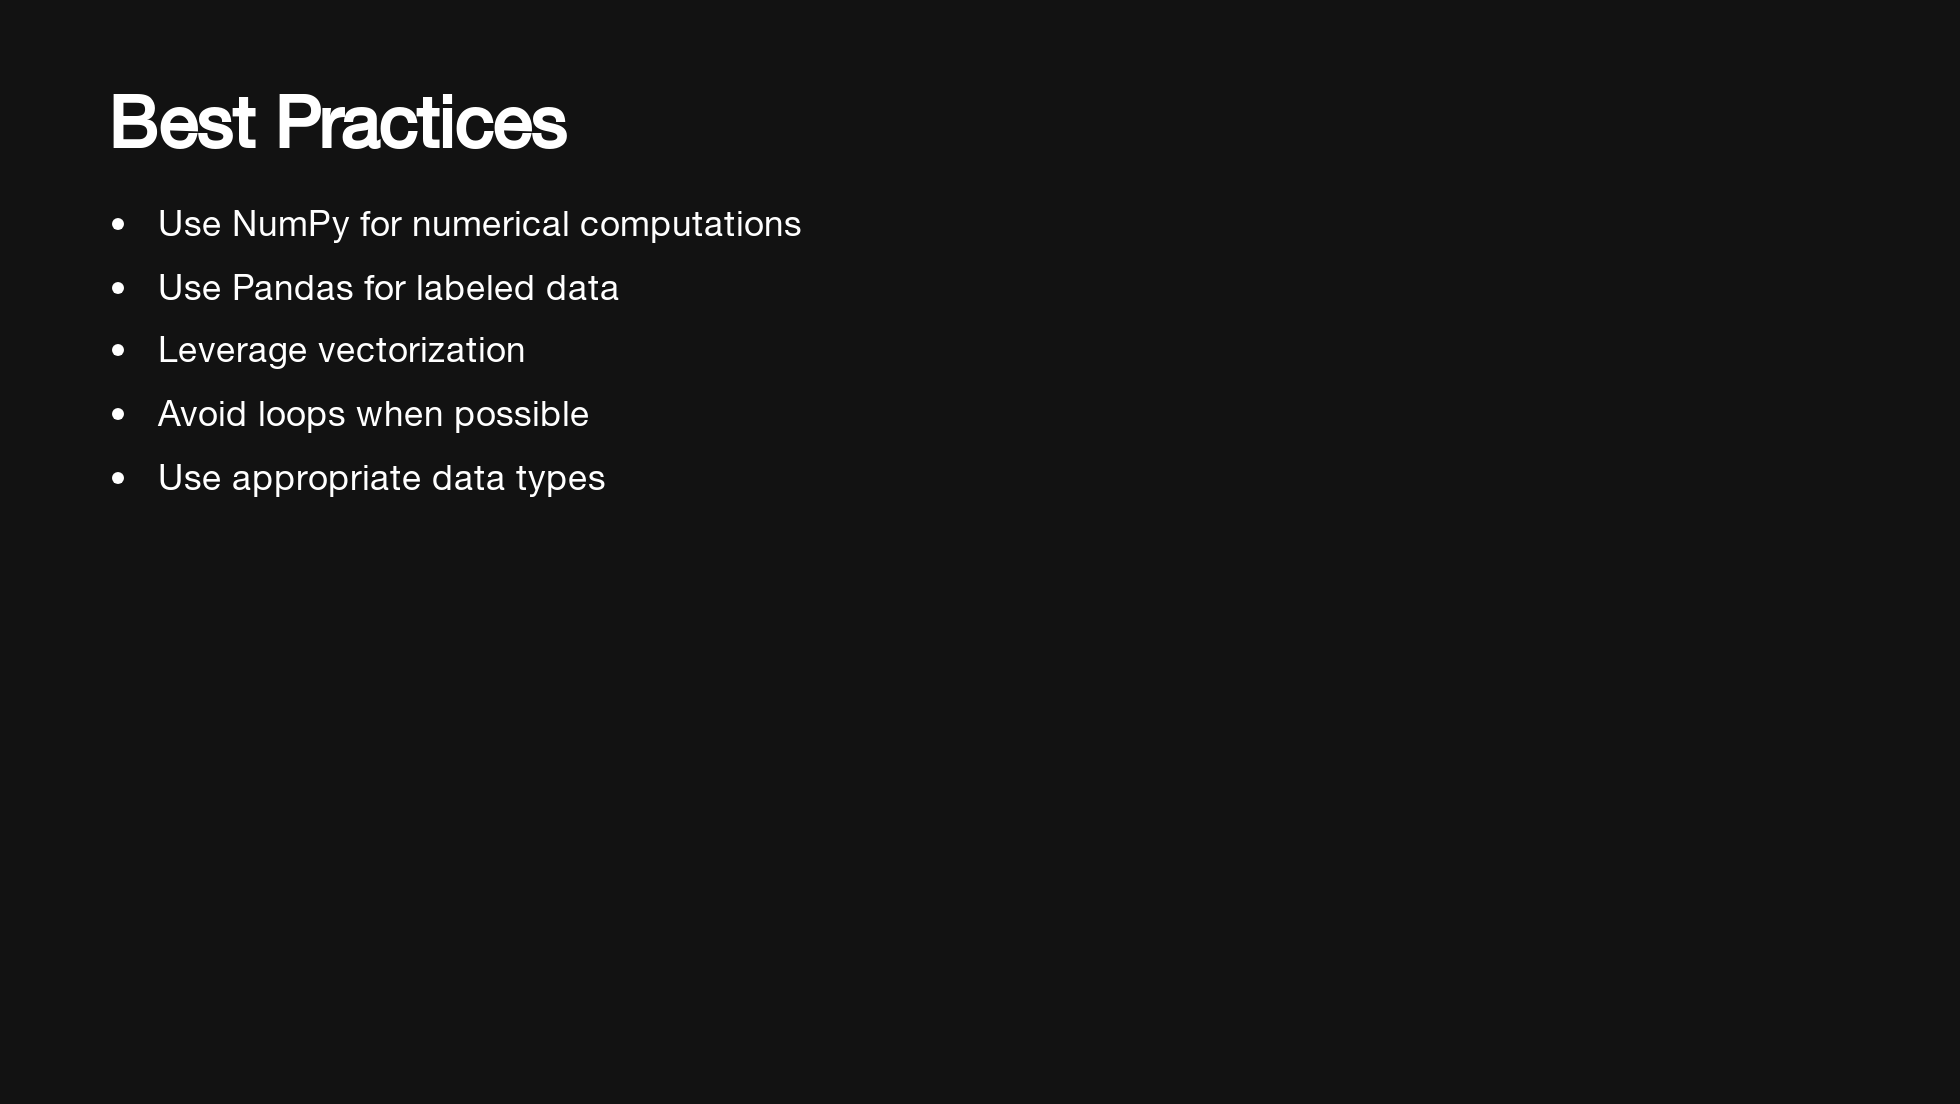 Best Practices
• Use NumPy for numerical computations
• Use Pandas for labeled data
• Leverage vectorization
• Avoid loops when possible
• Use appropriate data types